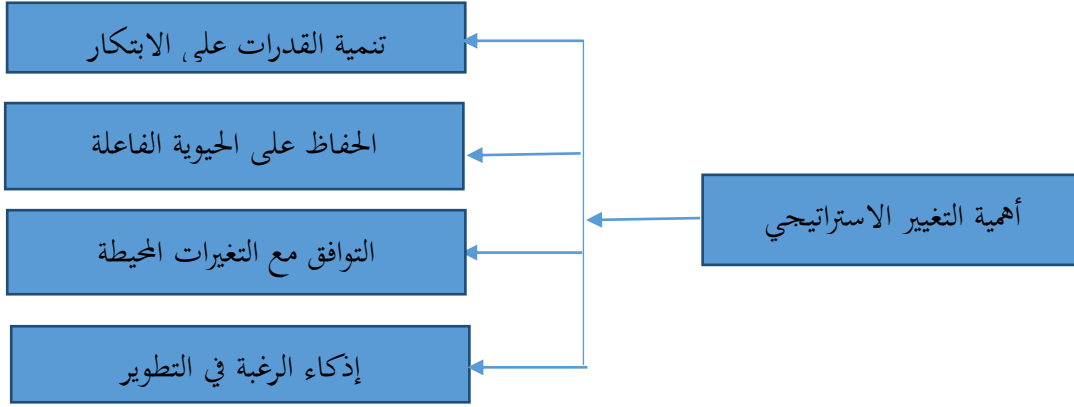 أهمية التغيير الاستراتيجي
تنمية القدرات على الابتكار
الحفاظ على الحيوية الفاعلة
التوافق مع التغيرات المحيطة
إذكاء الرغبة في التطوير